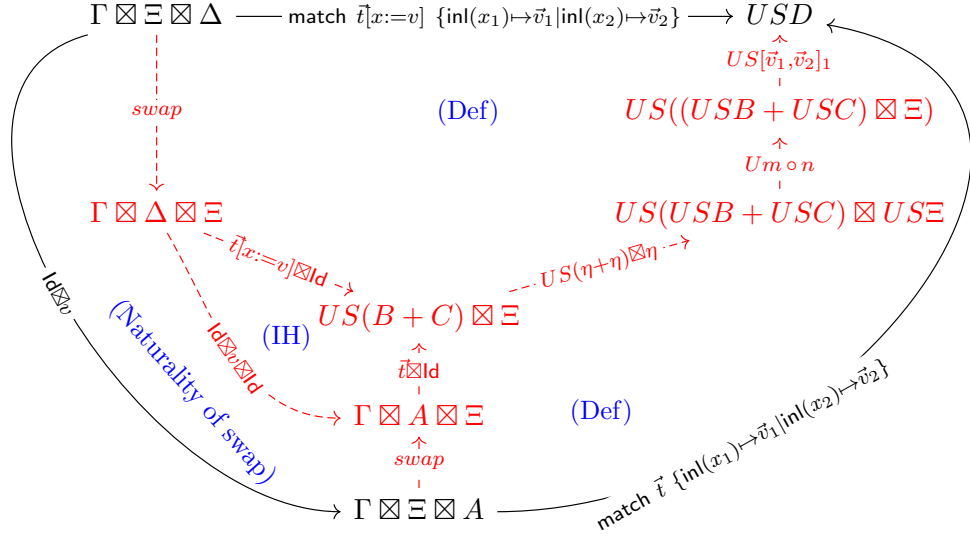 Γ ⊠ Ξ ⊠ Δ
match t⃗[x:=v] {inl(x₁)↦v⃗₁|inl(x₂)↦v⃗₂}
USD
US[v⃗₁,v⃗₂]₁
swap
(Def)
US((USB + USC) ⊠ Ξ)
Um ∘ n
Γ ⊠ Δ ⊠ Ξ
US(USB + USC) ⊠ USΞ
t⃗[x:=v]⊠Id
US(η+η)⊠η
Id⊠v
US(B + C) ⊠ Ξ
(IH)
Id⊠v⊠Id
(Naturality of swap)
t⃗⊠Id
Γ ⊠ A ⊠ Ξ
(Def)
swap
match t⃗ {inl(x₁)↦v⃗₁|inl(x₂)↦v⃗₂}
Γ ⊠ Ξ ⊠ A